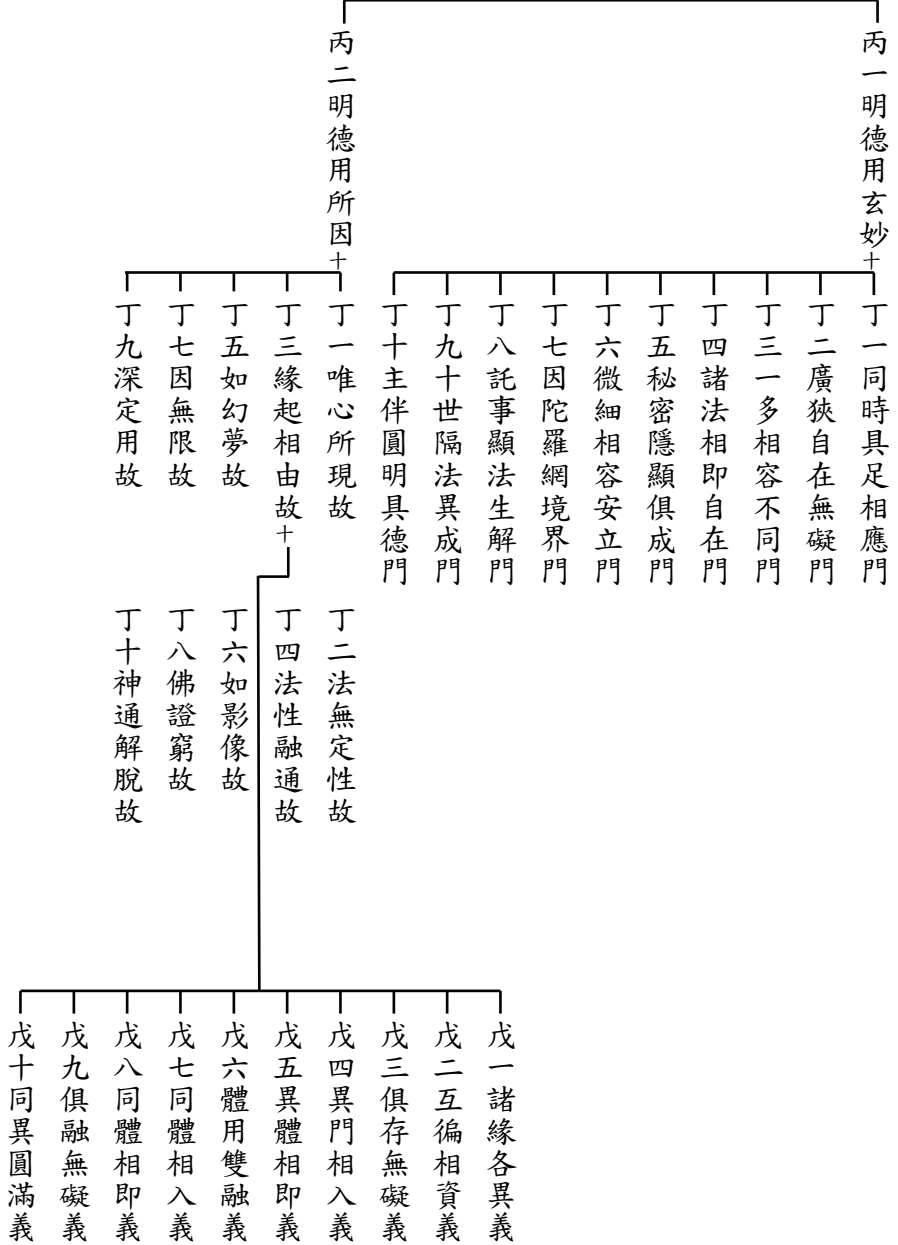 丙一明德用玄妙十
丁一同時具足相應門
丁二廣狹自在無礙門
丁三一多相容不同門
丁四諸法相即自在門
丁五秘密隱顯俱成門
丁六微細相容安立門
丁七因陀羅網境界門
丁八託事顯法生解門
丁九十世隔法異成門
丁十主伴圓明具德門
丙二明德用所因十
丁一唯心所現故
丁二法無定性故
丁三緣起相由故十
丁四法性融通故
丁五如幻夢故
丁六如影像故
丁七因無限故
丁八佛證窮故
丁九深定用故
丁十神通解脫故
戊一諸緣各異義
戊二互徧相資義
戊三俱存無礙義
戊四異門相入義
戊五異體相即義
戊六體用雙融義
戊七同體相入義
戊八同體相即義
戊九俱融無礙義
戊十同異圓滿義